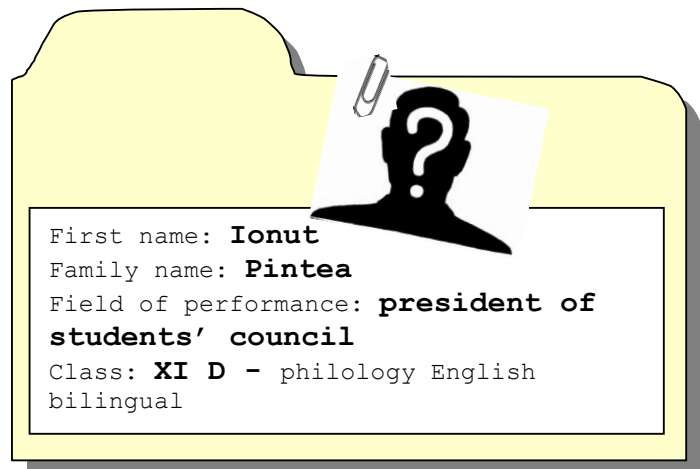 First name: Ionut
Family name: Pintea
Field of performance: president of
students’ council
Class: XI D – philology English
bilingual